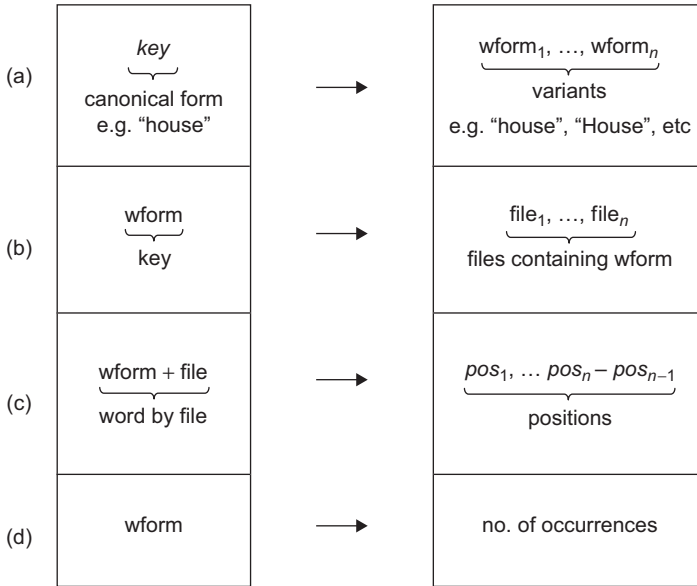 (a) key wform₁, …, wformₙ
canonical form variants
e.g. “house” e.g. “house”, “House”, etc
(b) wform file₁, …, fileₙ
key files containing wform
(c) wform + file pos₁, … posₙ – posₙ₋₁
word by file positions
(d) wform no. of occurrences